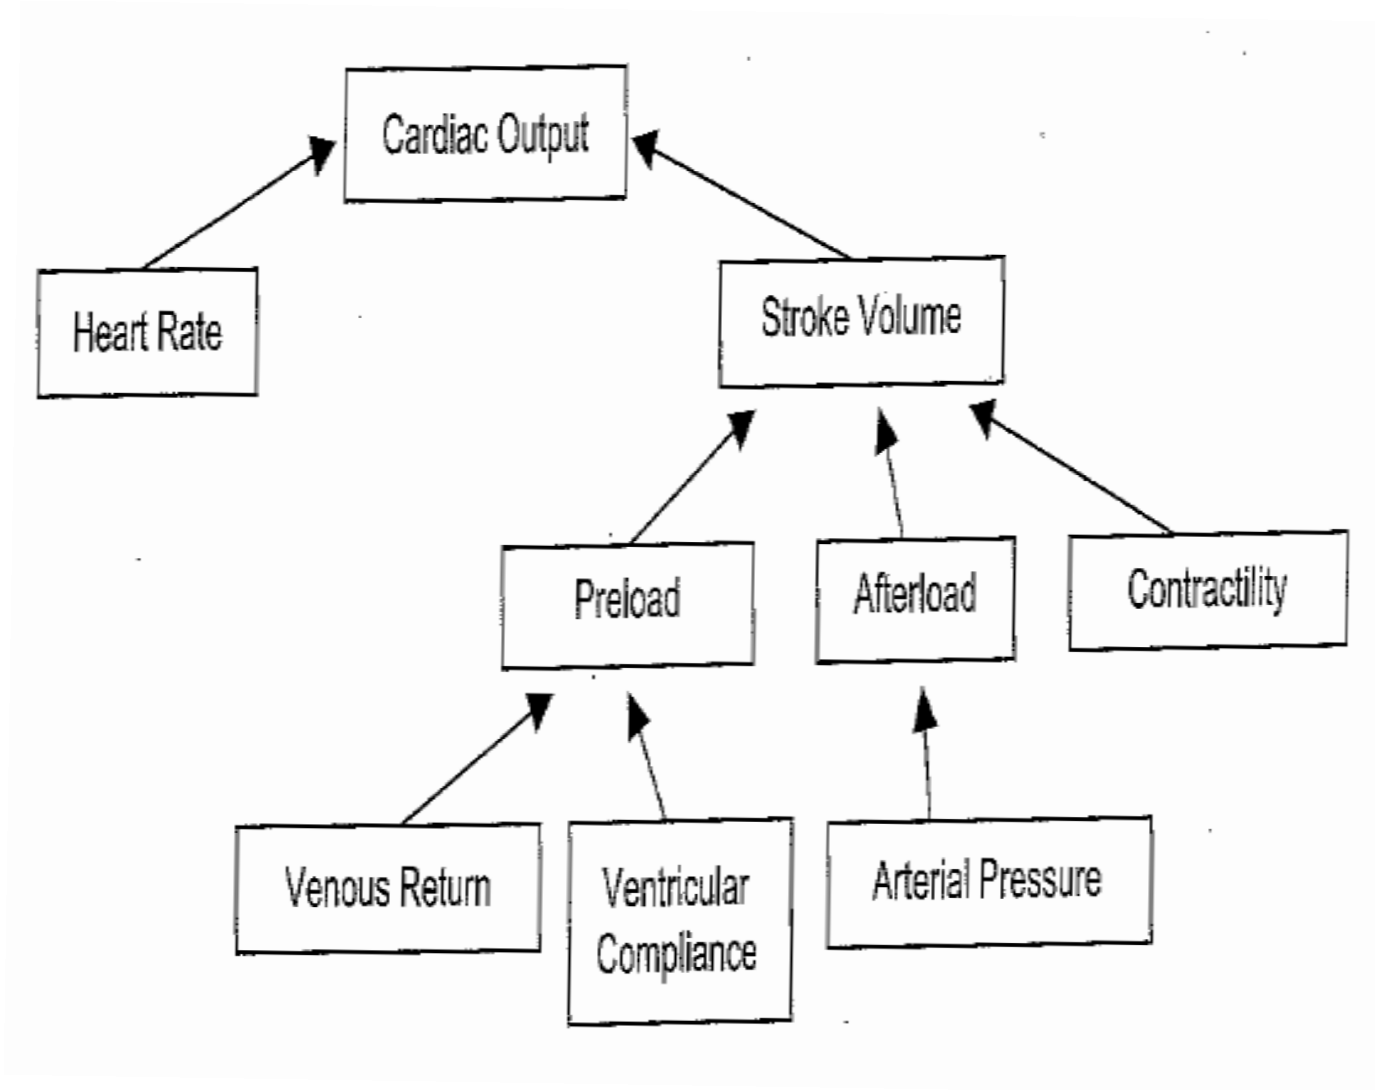 Cardiac Output
Heart Rate
Stroke Volume
Preload
Afterload
Contractility
Venous Return
Ventricular
Compliance
Arterial Pressure